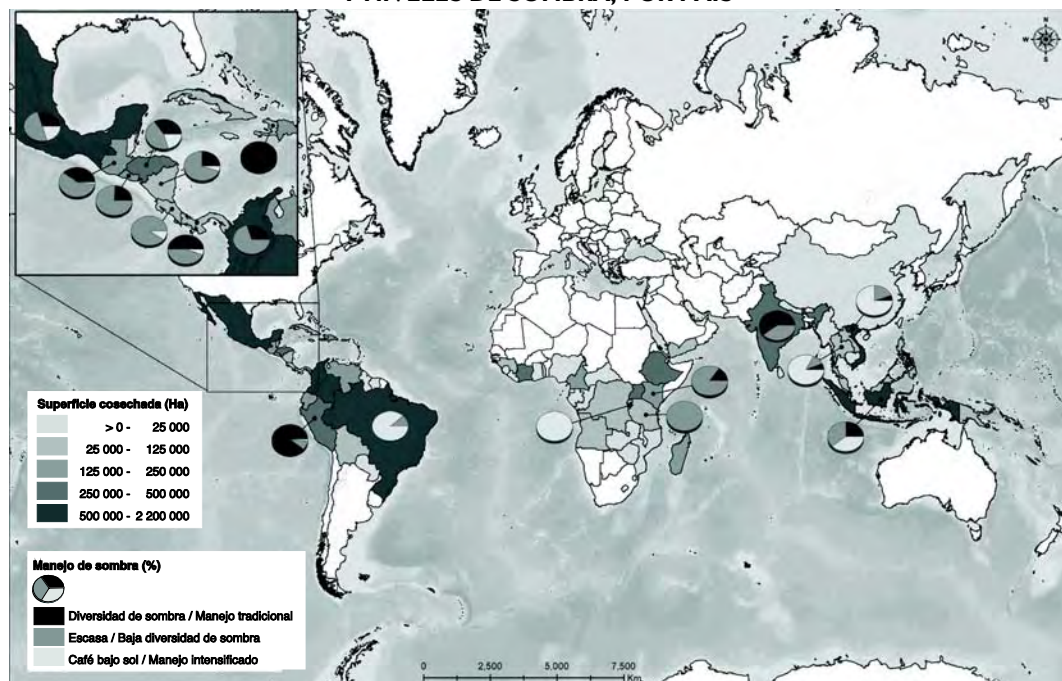 N
W
S
Superficie cosechada (Ha)
> 0 - 25 000
25 000 - 125 000
125 000 - 250 000
250 000 - 500 000
500 000 - 2 200 000
Manejo de sombra (%)
Diversidad de sombra / Manejo tradicional
Escasa / Baja diversidad de sombra
Café bajo sol / Manejo intensificado
0 2,500 5,000 7,500
Km.